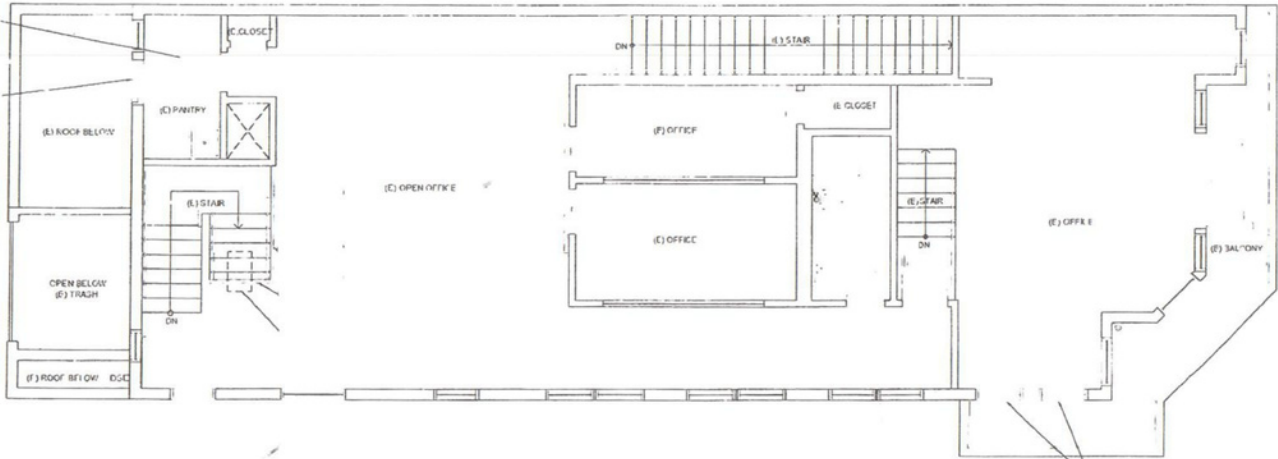 (E) CLOSET
DN
(E) STAIR
(E) PANTRY
(E) CLOSET
(E) ROOF BELOW
(E) OFFICE
(E) OPEN OFFICE
(E) STAIR
(E) STAIR
(E) OFFICE
(E) OFFICE
DN
(E) BALCONY
OPEN BELOW
(E) TRASH
DN
(E) ROOF BELOW